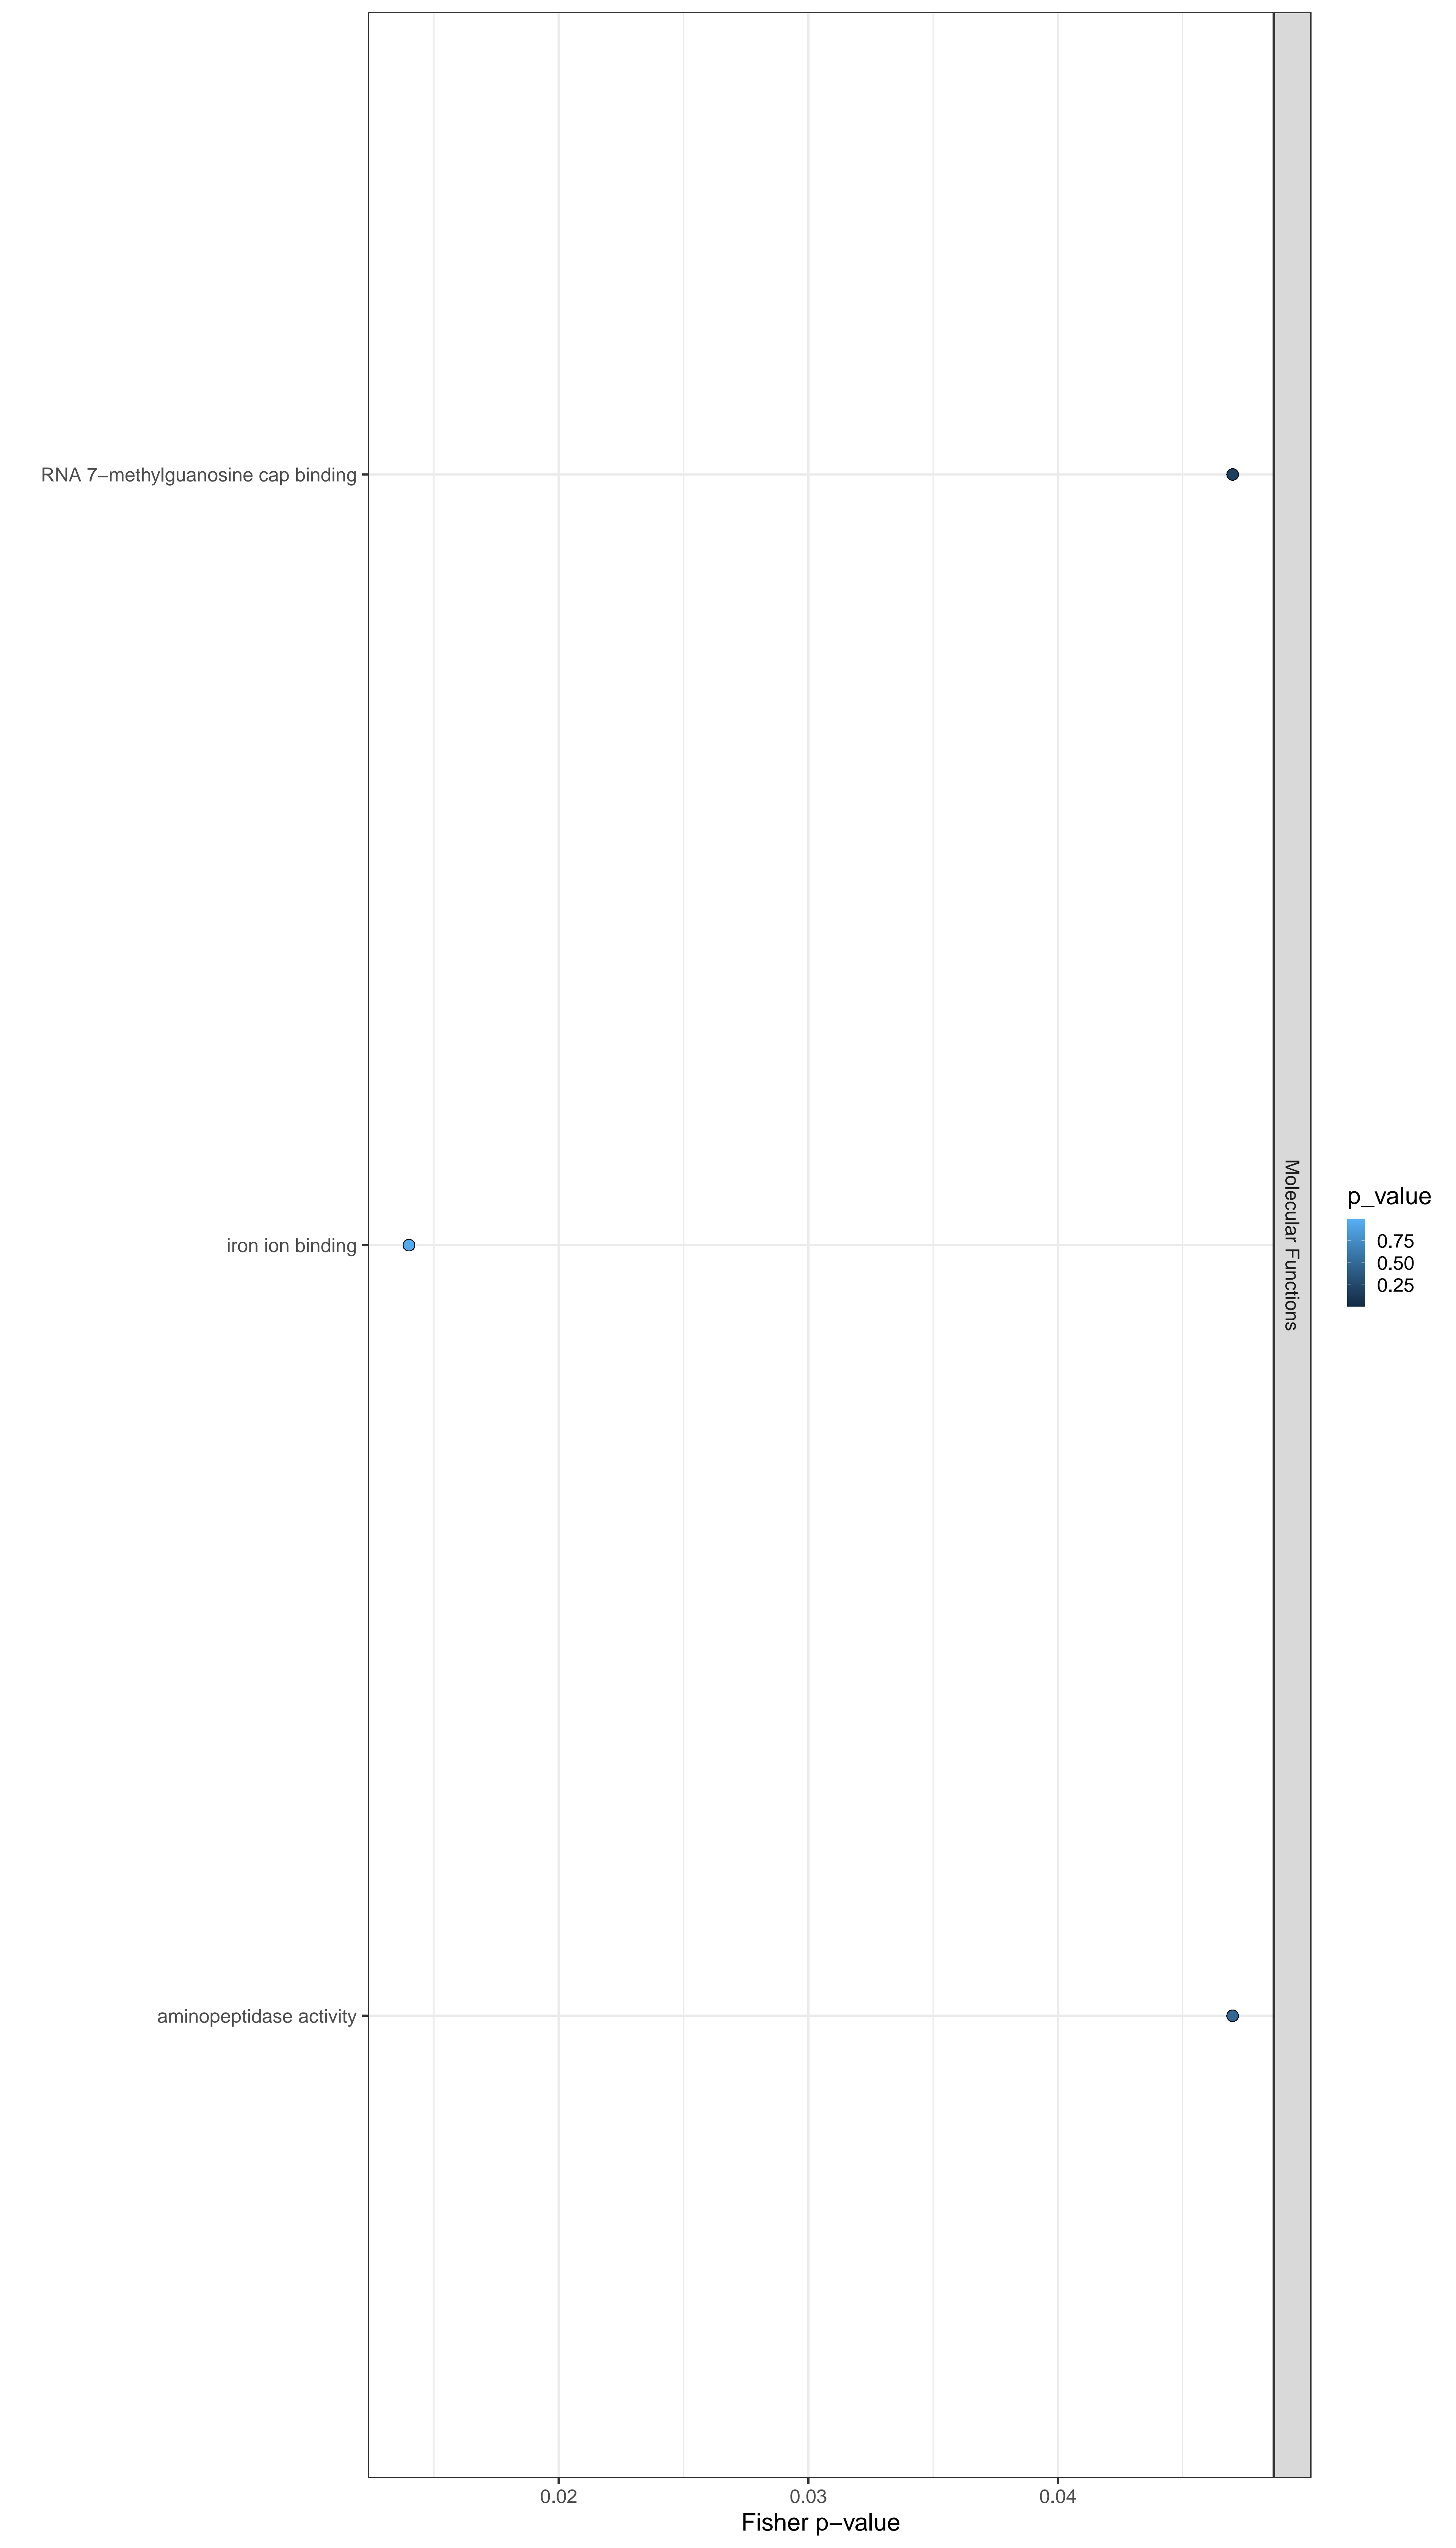 RNA 7−methylguanosine cap binding
iron ion binding
aminopeptidase activity
Molecular Functions
p_value
0.75
0.50
0.25
0.02
0.03
0.04
Fisher p−value